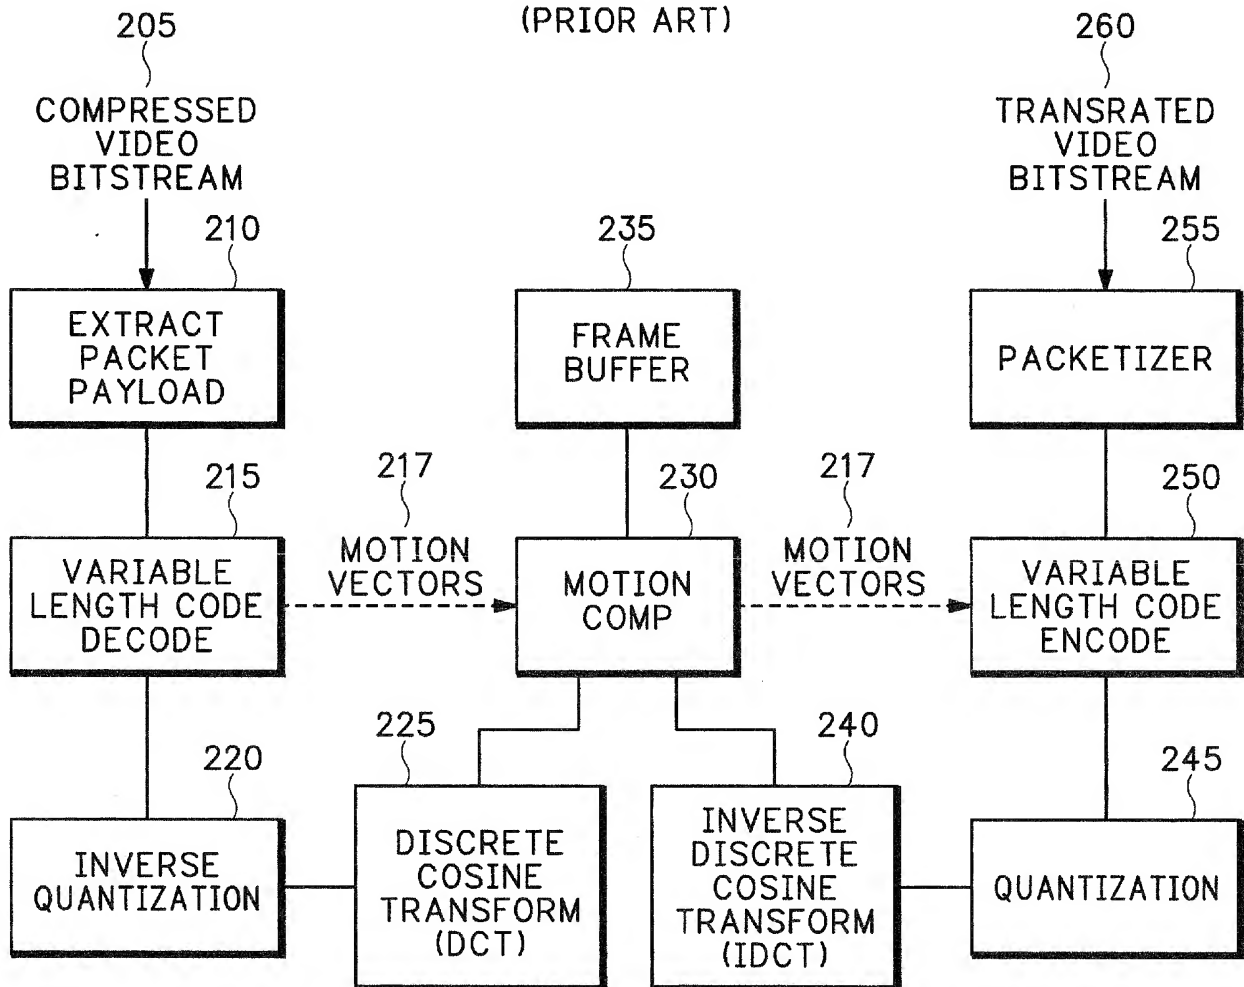 (PRIOR ART)
205
260
COMPRESSED
VIDEO
BITSTREAM
TRANSRATED
VIDEO
BITSTREAM
210
235
255
EXTRACT
PACKET
PAYLOAD
FRAME
BUFFER
PACKETIZER
215
217
230
217
250
VARIABLE
LENGTH CODE
DECODE
MOTION
VECTORS
MOTION
COMP
MOTION
VECTORS
VARIABLE
LENGTH CODE
ENCODE
220
225
240
245
INVERSE
QUANTIZATION
DISCRETE
COSINE
TRANSFORM
(DCT)
INVERSE
DISCRETE
COSINE
TRANSFORM
(IDCT)
QUANTIZATION